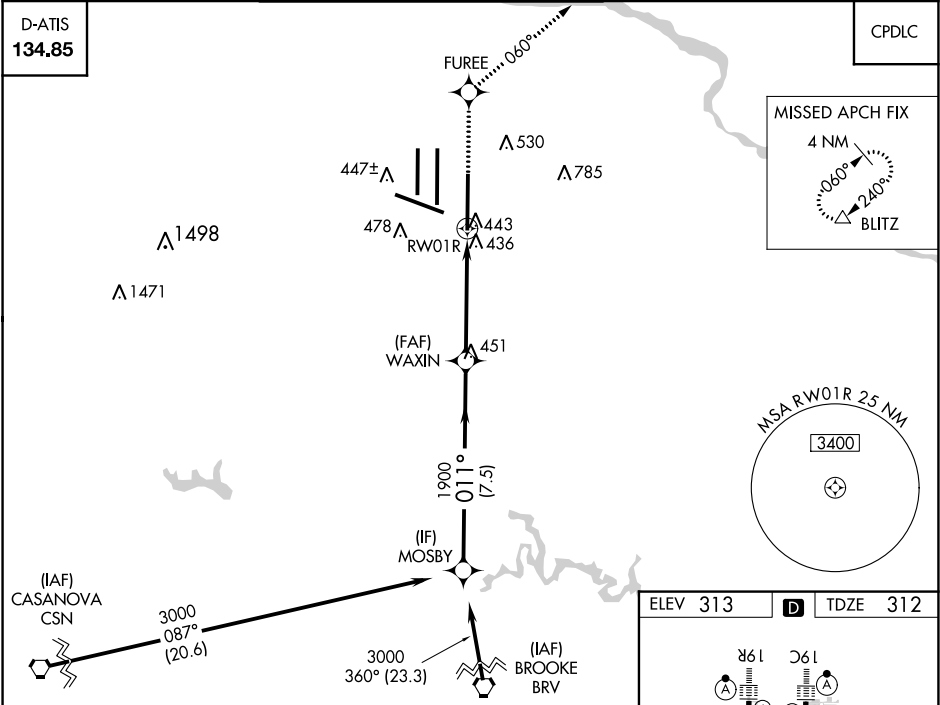 D-ATIS
134.85
CPDLC
FUREE
060°
530
785
447±
478
443
436
RW01R
1498
1471
MISSED APCH FIX
4 NM
060°
240°
BLITZ
(FAF)
WAXIN
451
1900
011°
(7.5)
MSA RW01R 25 NM
3400
(IF)
MOSBY
(IAF)
CASANOVA
CSN
3000
087°
(20.6)
3000
360° (23.3)
(IAF)
BROOKE
BRV
ELEV 313
D
TDZE 312
19R
19C
A
A